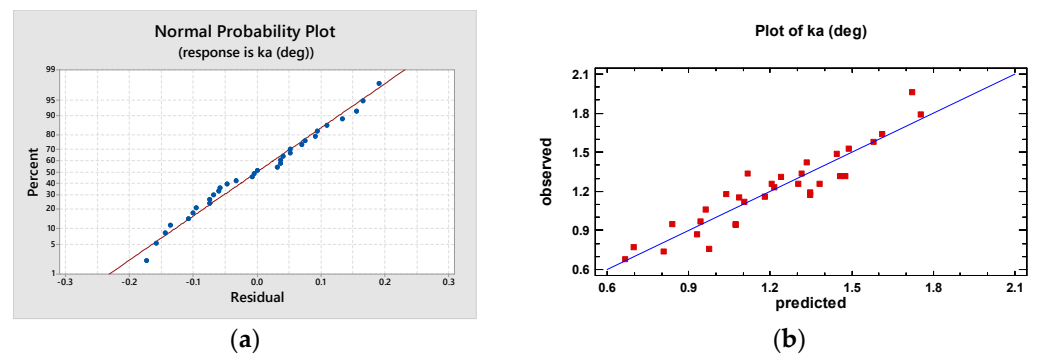 Normal Probability Plot
(response is ka (deg))
Percent
99
95
90
80
70
60
50
40
30
20
10
5
1
-0.3 -0.2 -0.1 0.0 0.1 0.2 0.3
Residual
(a)
Plot of ka (deg)
observed
2.1
1.8
1.5
1.2
0.9
0.6
0.6 0.9 1.2 1.5 1.8 2.1
predicted
(b)